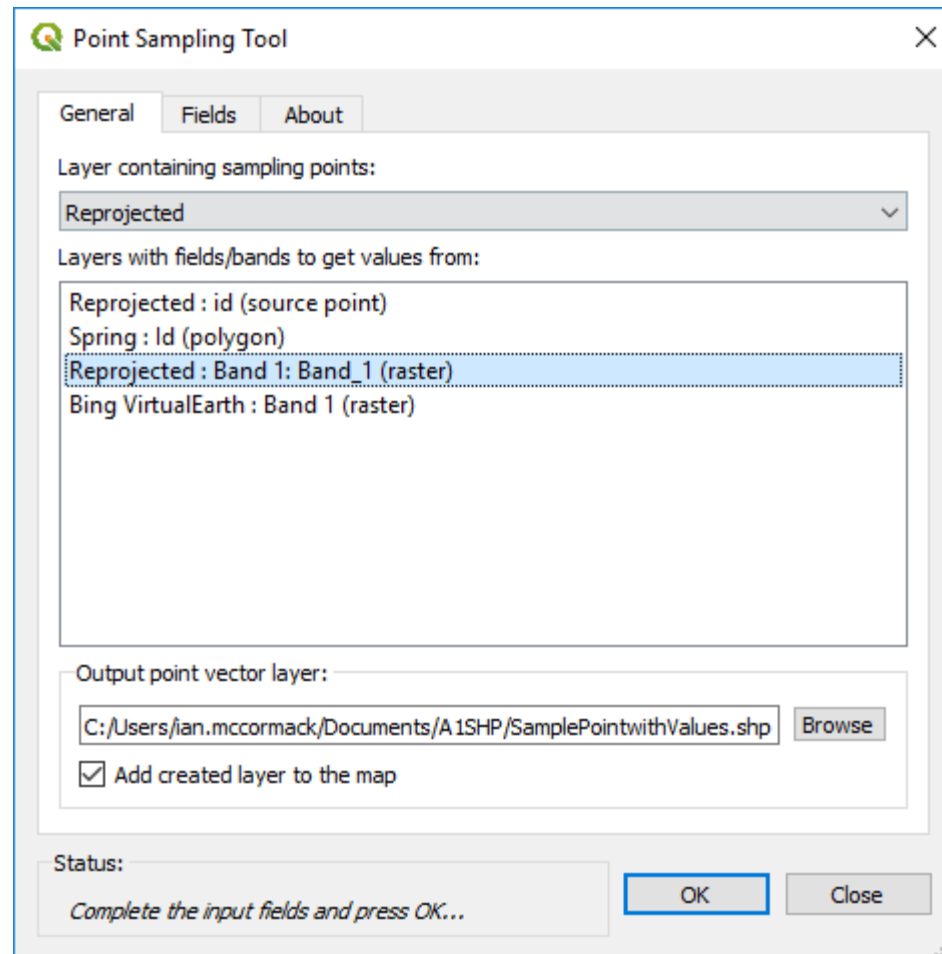 Point Sampling Tool
General Fields About
Layer containing sampling points:
Reprojected
Layers with fields/bands to get values from:
Reprojected : id (source point)
Spring : Id (polygon)
Reprojected : Band 1: Band_1 (raster)
Bing VirtualEarth : Band 1 (raster)
Output point vector layer:
C:/Users/ian.mccormack/Documents/A1SHP/SamplePointwithValues.shp Browse
Add created layer to the map
Status:
Complete the input fields and press OK...
OK Close